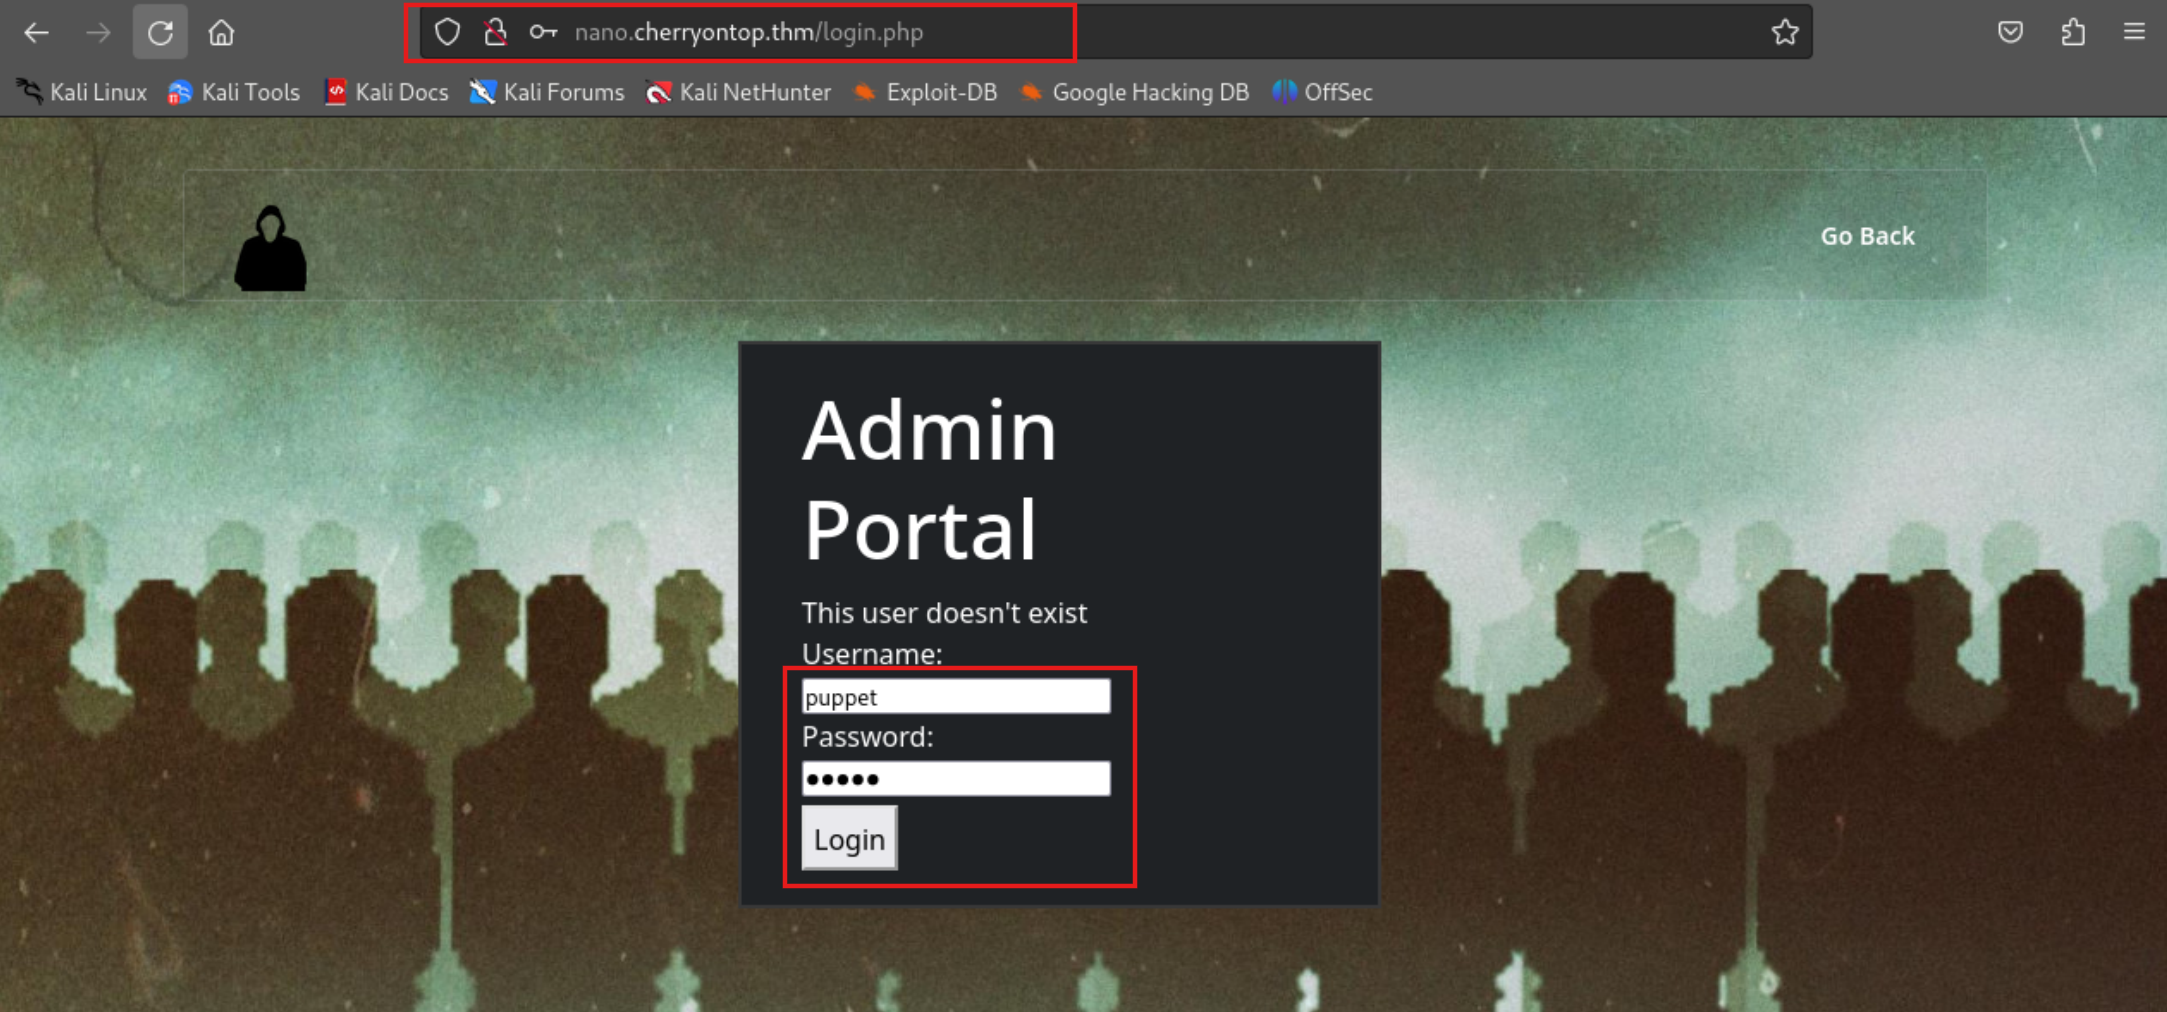 nano.cherryontop.thm/login.php
Kali Linux Kali Tools Kali Docs Kali Forums Kali NetHunter Exploit-DB Google Hacking DB OffSec
Go Back
Admin
Portal
This user doesn't exist
Username:
puppet
Password:
•••••
Login